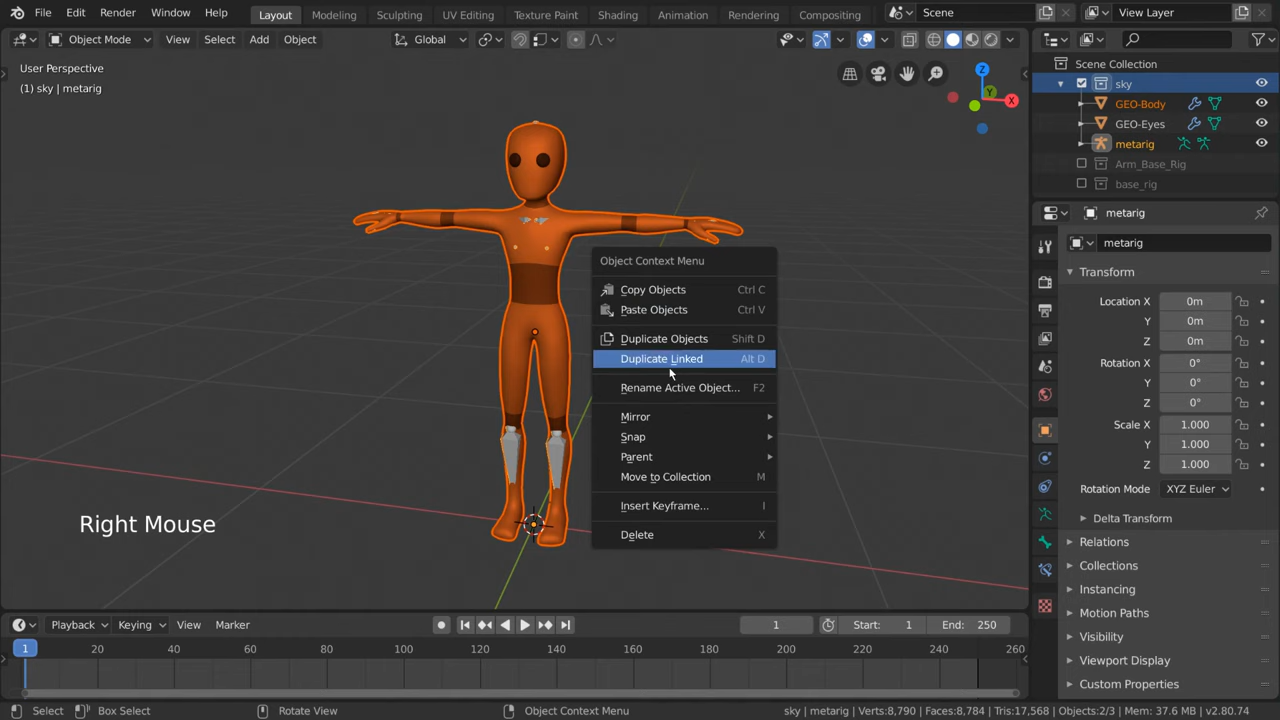 File Edit Render Window Help Layout Modeling Sculpting UV Editing Texture Paint Shading Animation Rendering Compositing Scene View Layer
Object Mode View Select Add Object Global
User Perspective
(1) sky | metarig
Z
Y
X
Scene Collection
sky
GEO-Body
GEO-Eyes
metarig
Arm_Base_Rig
base_rig
metarig
metarig
Transform
Location X 0m
Y 0m
Z 0m
Rotation X 0°
Y 0°
Z 0°
Scale X 1.000
Y 1.000
Z 1.000
Rotation Mode XYZ Euler
Delta Transform
Relations
Collections
Instancing
Motion Paths
Visibility
Viewport Display
Custom Properties
Object Context Menu
Copy Objects Ctrl C
Paste Objects Ctrl V
Duplicate Objects Shift D
Duplicate Linked Alt D
Rename Active Object... F2
Mirror
Snap
Parent
Move to Collection M
Insert Keyframe... I
Delete X
Right Mouse
Playback Keying View Marker 1 Start: 1 End: 250
1 20 40 60 80 100 120 140 160 180 200 220 240 260
Select Box Select Rotate View Object Context Menu sky | metarig | Verts:8,790 | Faces:8,784 | Tris:17,568 | Objects:2/3 | Mem: 37.6 MB | v2.80.74